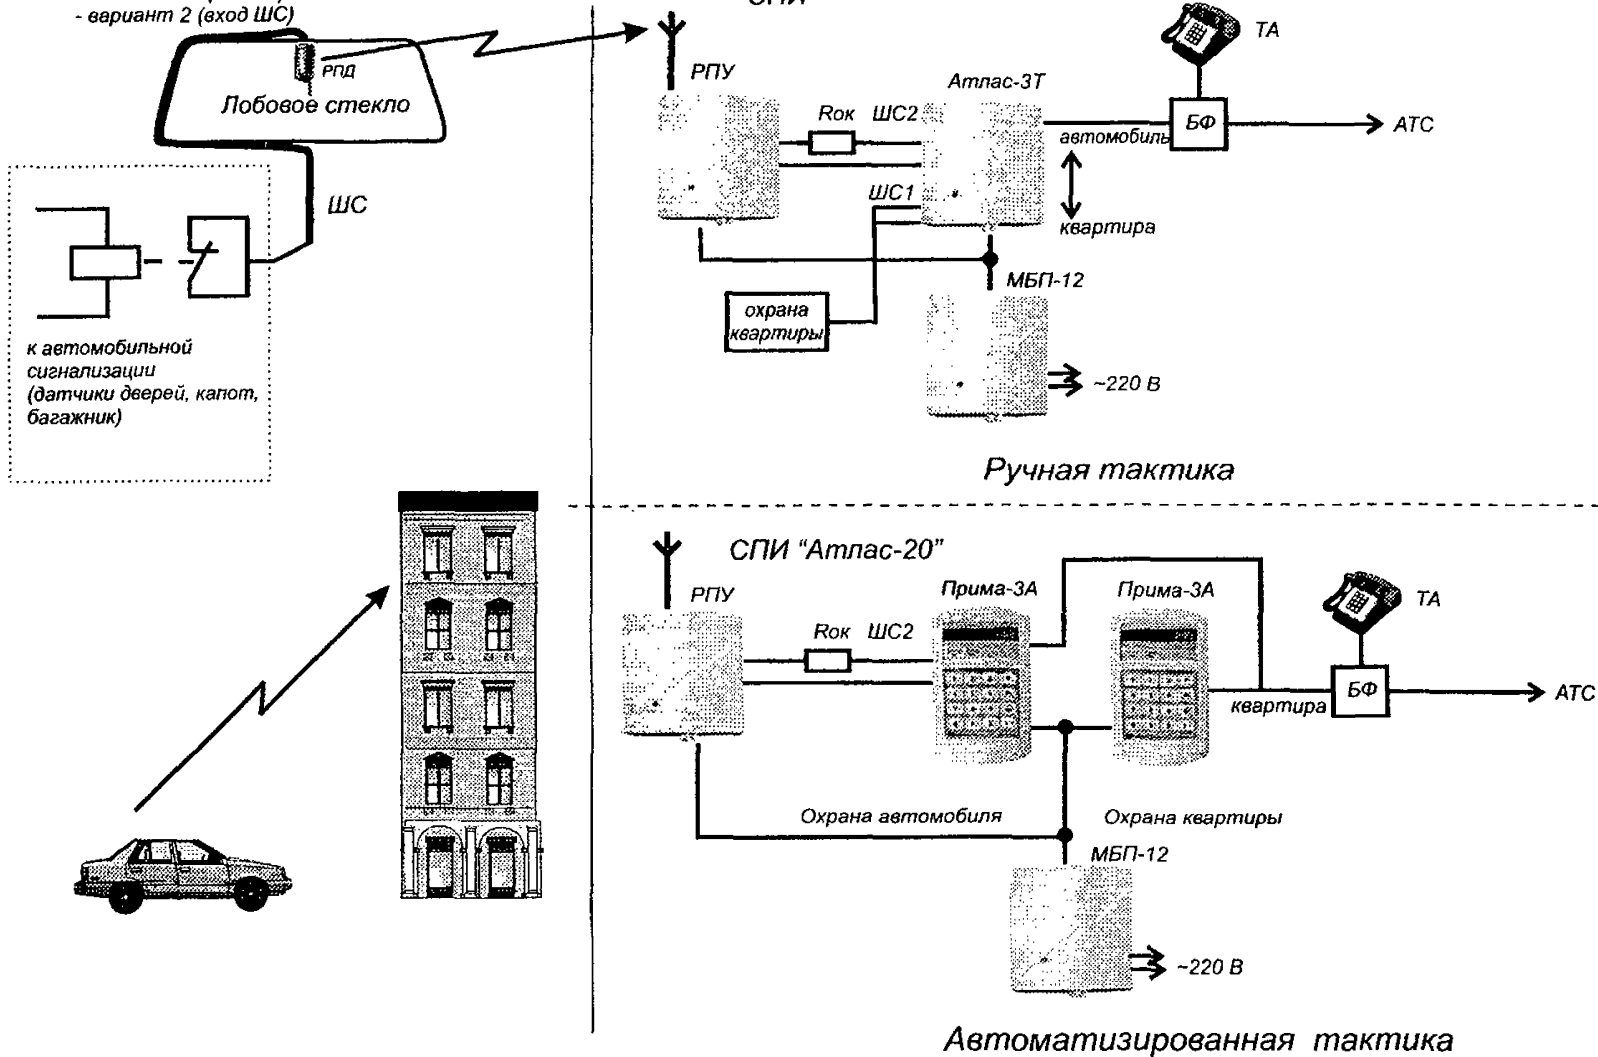 - вариант 2 (вход ШС)
РПД
Лобовое стекло
ШС
к автомобильной
сигнализации
(датчики дверей, капот,
багажник)
СПИ
РПУ
Rок
ШС2
Атлас-3Т
ТА
автомобиль
БФ
АТС
ШС1
квартира
МБП-12
охрана
квартиры
~220 В
Ручная тактика
СПИ “Атлас-20”
РПУ
Rок
ШС2
Прима-3А
Прима-3А
ТА
квартира
БФ
АТС
Охрана автомобиля
Охрана квартиры
МБП-12
~220 В
Автоматизированная тактика